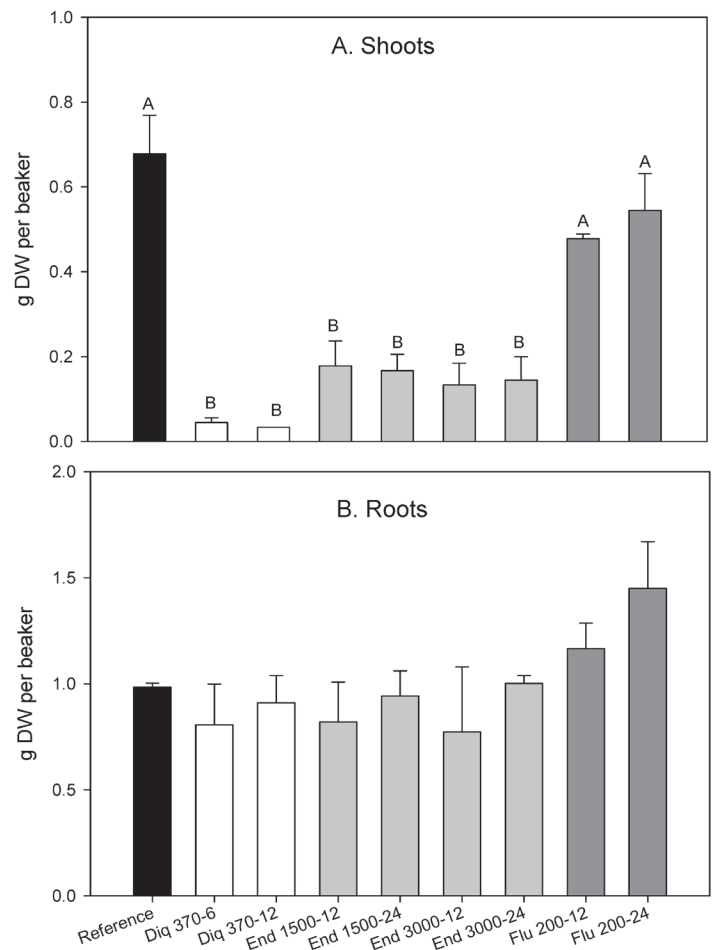 A. Shoots
g DW per beaker
1.0
0.8
0.6
0.4
0.2
0.0
A
B
B
B
B
B
B
A
A
B. Roots
g DW per beaker
2.0
1.5
1.0
0.5
0.0
Reference
Diq 370-6
Diq 370-12
End 1500-12
End 1500-24
End 3000-12
End 3000-24
Flu 200-12
Flu 200-24